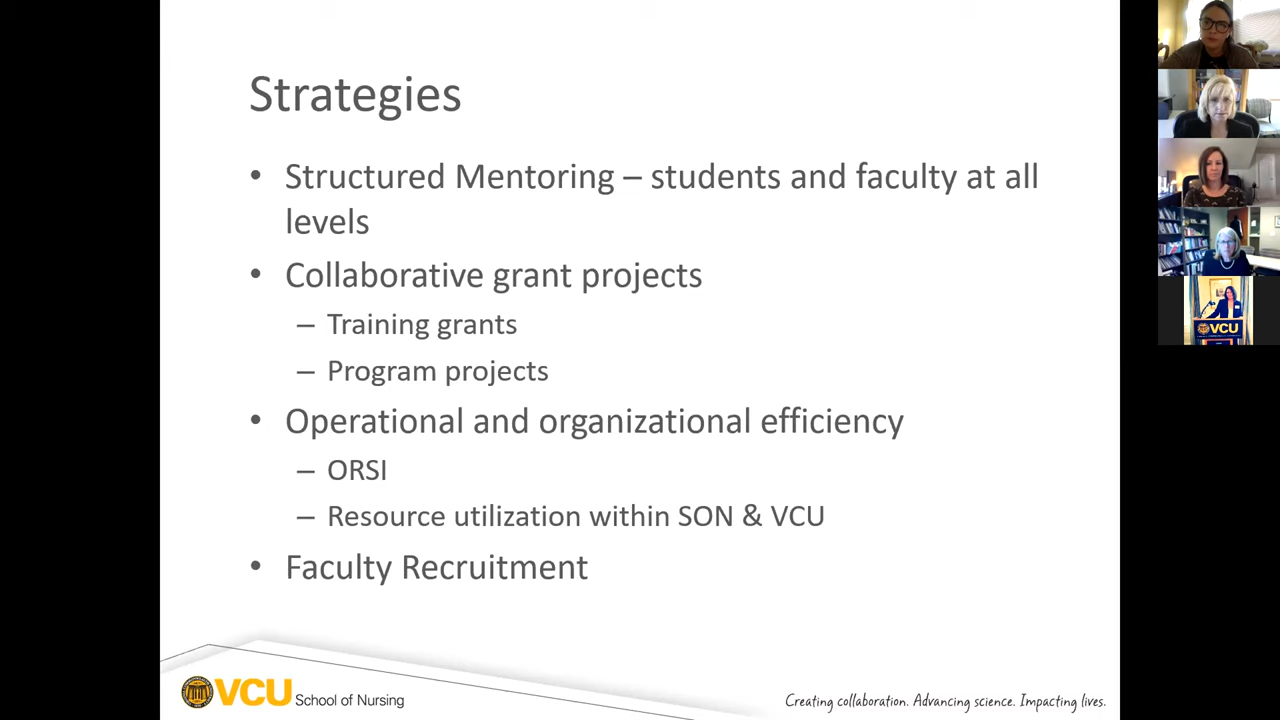 Strategies
• Structured Mentoring – students and faculty at all
levels
• Collaborative grant projects
– Training grants
– Program projects
• Operational and organizational efficiency
– ORSI
– Resource utilization within SON & VCU
• Faculty Recruitment
VCU School of Nursing
Creating collaboration. Advancing science. Impacting lives.
VCU